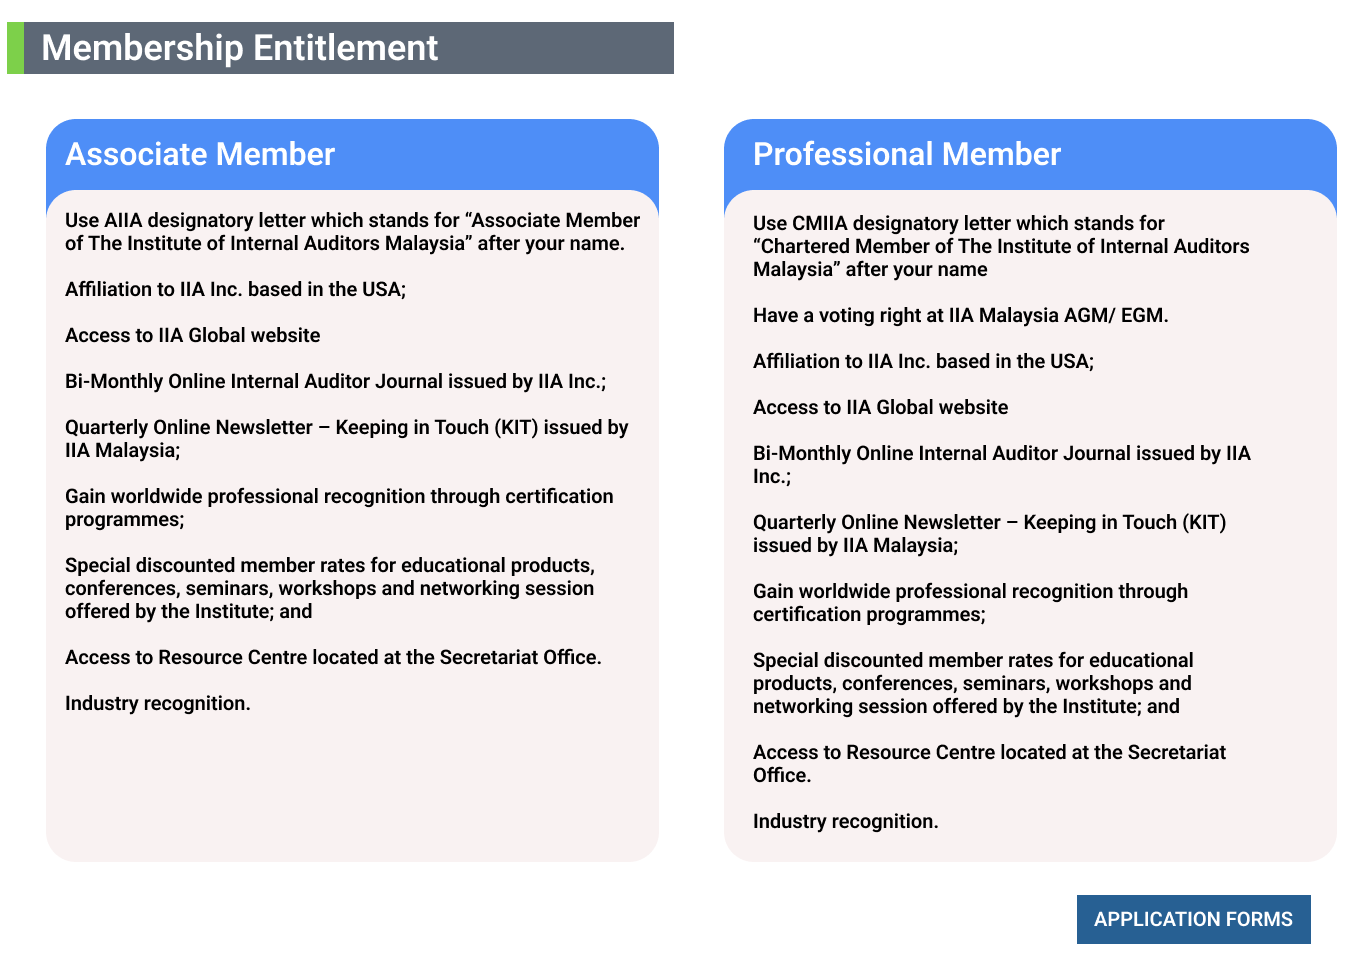 Membership Entitlement
Associate Member
Use AIIA designatory letter which stands for “Associate Member
of The Institute of Internal Auditors Malaysia” after your name.
Affiliation to IIA Inc. based in the USA;
Access to IIA Global website
Bi-Monthly Online Internal Auditor Journal issued by IIA Inc.;
Quarterly Online Newsletter – Keeping in Touch (KIT) issued by
IIA Malaysia;
Gain worldwide professional recognition through certification
programmes;
Special discounted member rates for educational products,
conferences, seminars, workshops and networking session
offered by the Institute; and
Access to Resource Centre located at the Secretariat Office.
Industry recognition.
Professional Member
Use CMIIA designatory letter which stands for
“Chartered Member of The Institute of Internal Auditors
Malaysia” after your name
Have a voting right at IIA Malaysia AGM/ EGM.
Affiliation to IIA Inc. based in the USA;
Access to IIA Global website
Bi-Monthly Online Internal Auditor Journal issued by IIA
Inc.;
Quarterly Online Newsletter – Keeping in Touch (KIT)
issued by IIA Malaysia;
Gain worldwide professional recognition through
certification programmes;
Special discounted member rates for educational
products, conferences, seminars, workshops and
networking session offered by the Institute; and
Access to Resource Centre located at the Secretariat
Office.
Industry recognition.
APPLICATION FORMS